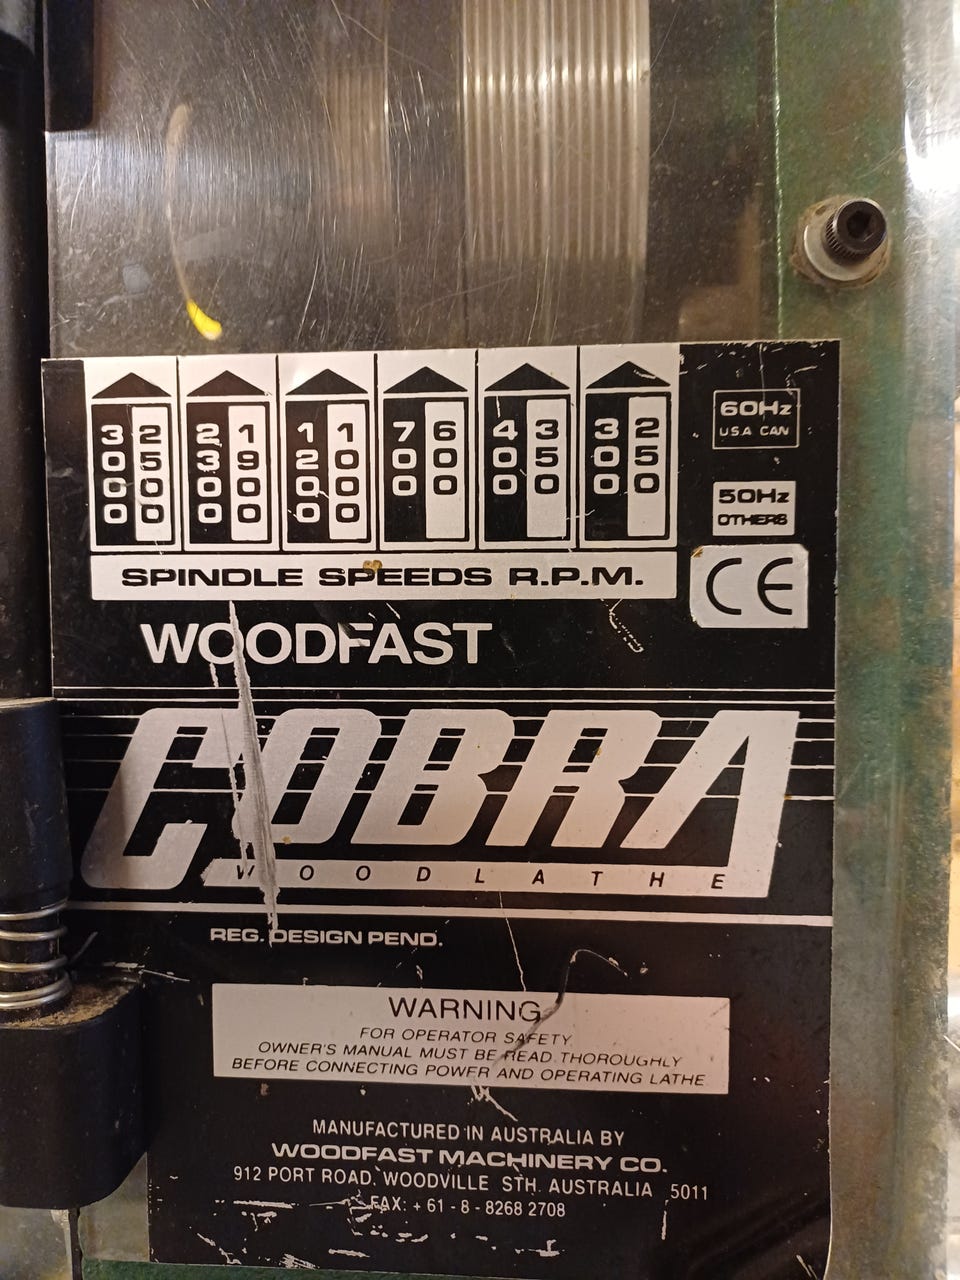 3000 2500 2300 1900 1200 1000 700 600 400 350 300 250
60Hz
USA CAN
50Hz
OTHERS
CE
SPINDLE SPEEDS R.P.M.
WOODFAST
COBRA
WOODLATHE
REG. DESIGN PEND.
WARNING
FOR OPERATOR SAFETY
OWNER'S MANUAL MUST BE READ THOROUGHLY
BEFORE CONNECTING POWER AND OPERATING LATHE
MANUFACTURED IN AUSTRALIA BY
WOODFAST MACHINERY CO.
912 PORT ROAD. WOODVILLE STH. AUSTRALIA 5011
FAX: + 61 - 8 - 8268 2708